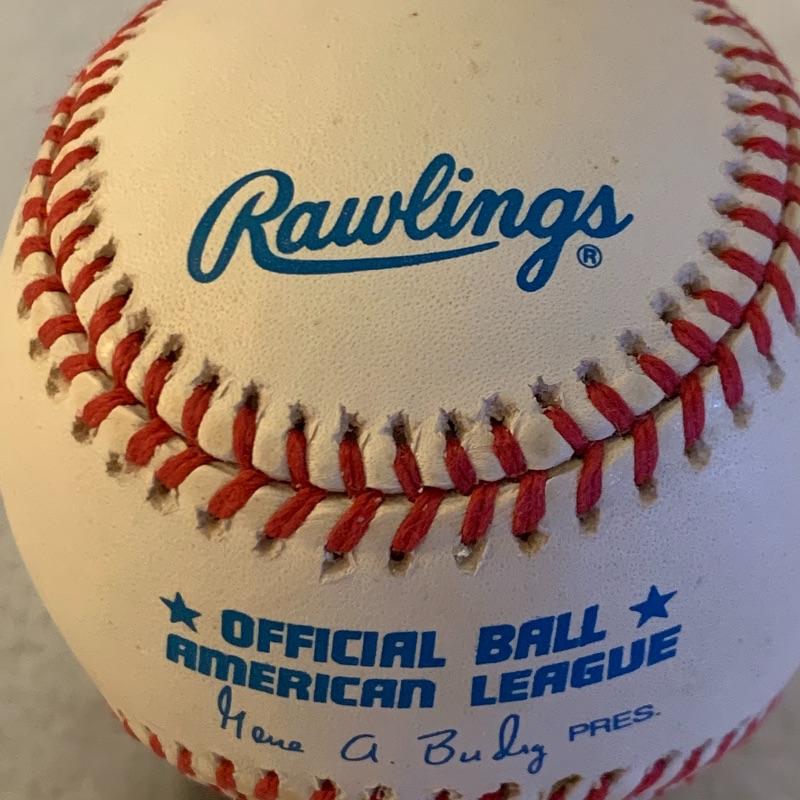 Rawlings®
★ OFFICIAL BALL ★
AMERICAN LEAGUE
Gene A. Budig PRES.